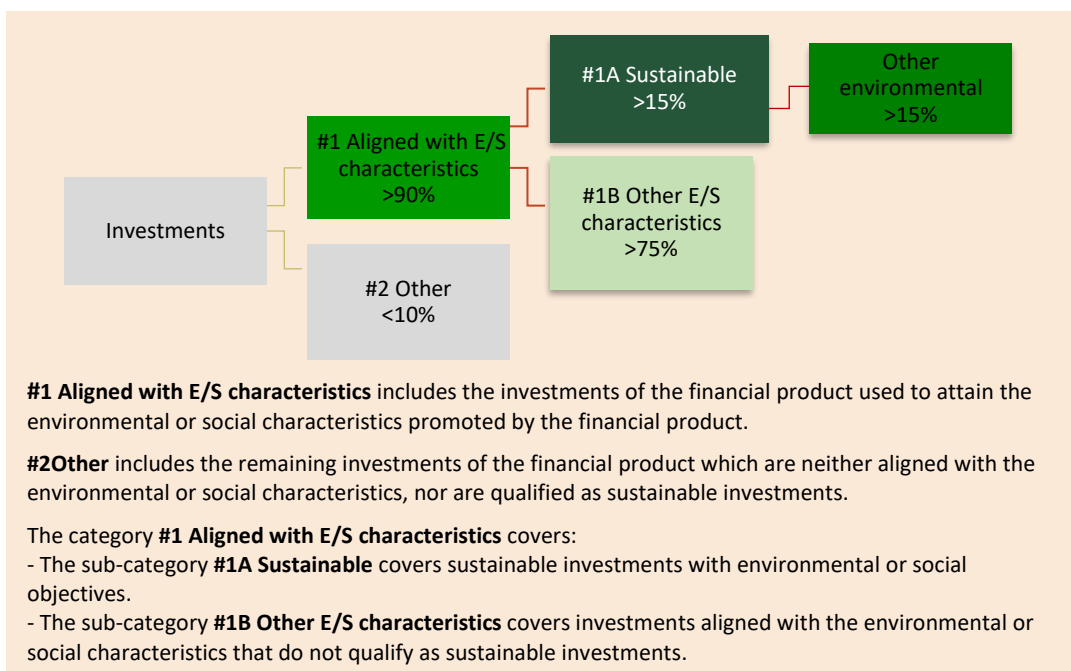 #1A Sustainable
>15%
Other
environmental
>15%
#1 Aligned with E/S
characteristics
>90%
#1B Other E/S
characteristics
>75%
Investments
#2 Other
<10%
#1 Aligned with E/S characteristics includes the investments of the financial product used to attain the
environmental or social characteristics promoted by the financial product.
#2Other includes the remaining investments of the financial product which are neither aligned with the
environmental or social characteristics, nor are qualified as sustainable investments.
The category #1 Aligned with E/S characteristics covers:
- The sub-category #1A Sustainable covers sustainable investments with environmental or social
objectives.
- The sub-category #1B Other E/S characteristics covers investments aligned with the environmental or
social characteristics that do not qualify as sustainable investments.